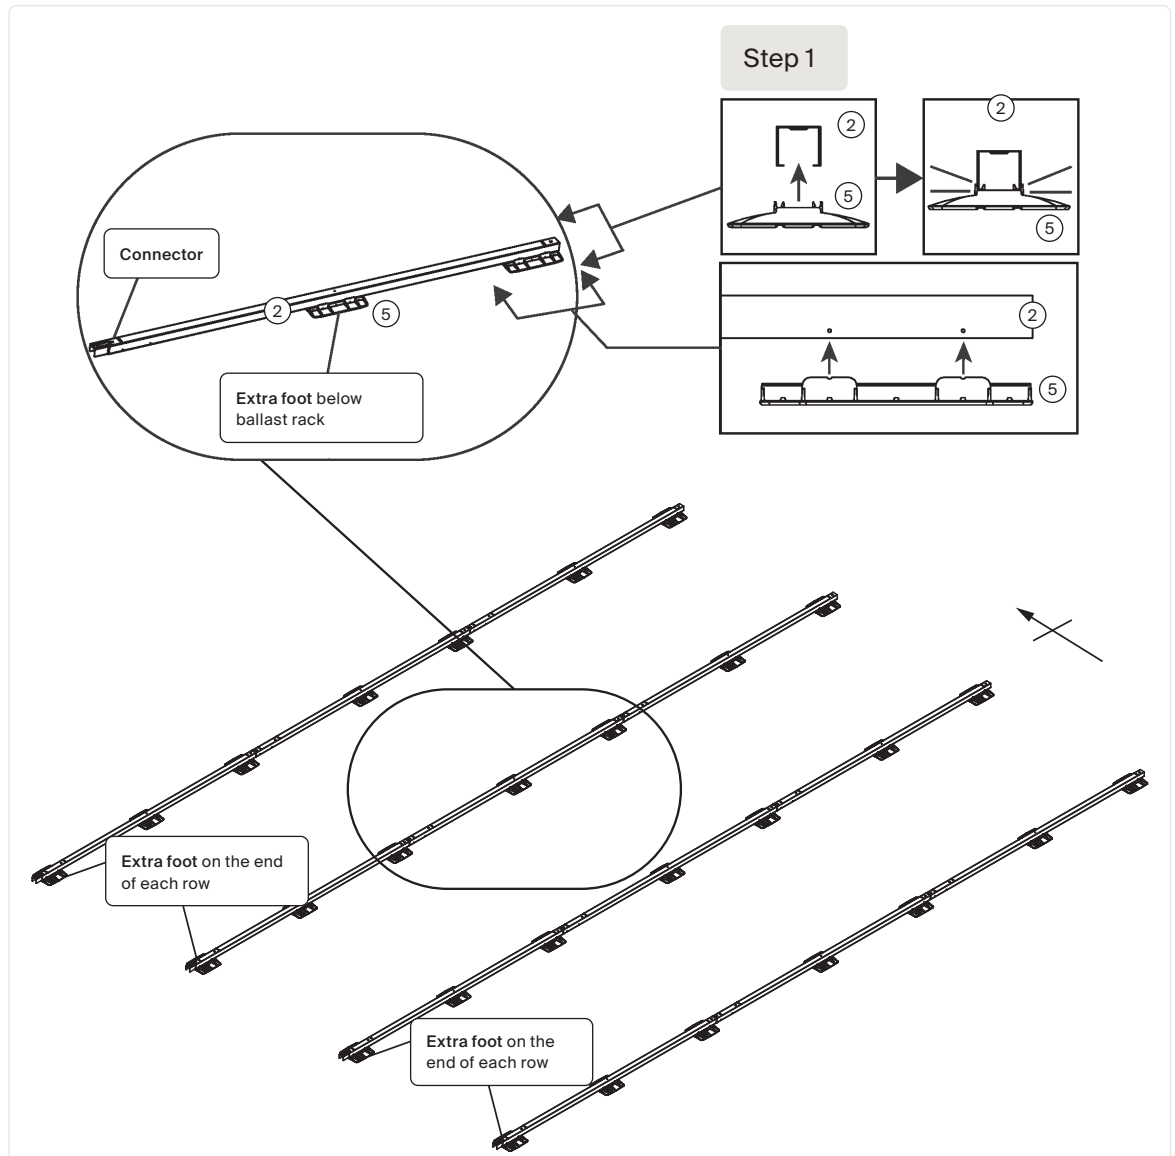 Step 1
2
5
2
5
Connector
2
5
Extra foot below
ballast rack
2
5
Extra foot on the end
of each row
Extra foot on the
end of each row